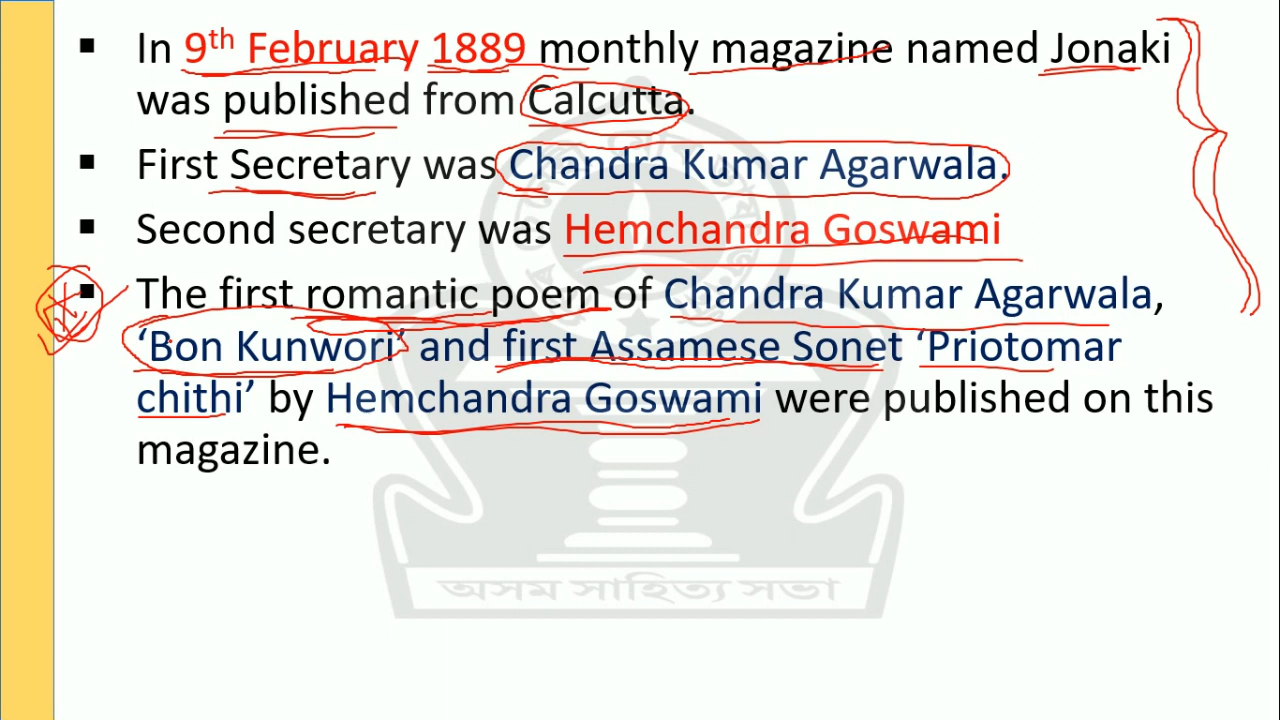 ▪ In 9th February 1889 monthly magazine named Jonaki
was published from Calcutta.
▪ First Secretary was Chandra Kumar Agarwala.
▪ Second secretary was Hemchandra Goswami
▪ The first romantic poem of Chandra Kumar Agarwala,
‘Bon Kunwori’ and first Assamese Sonet ‘Priotomar
chithi’ by Hemchandra Goswami were published on this
magazine.
অসম সাহিত্য সভা